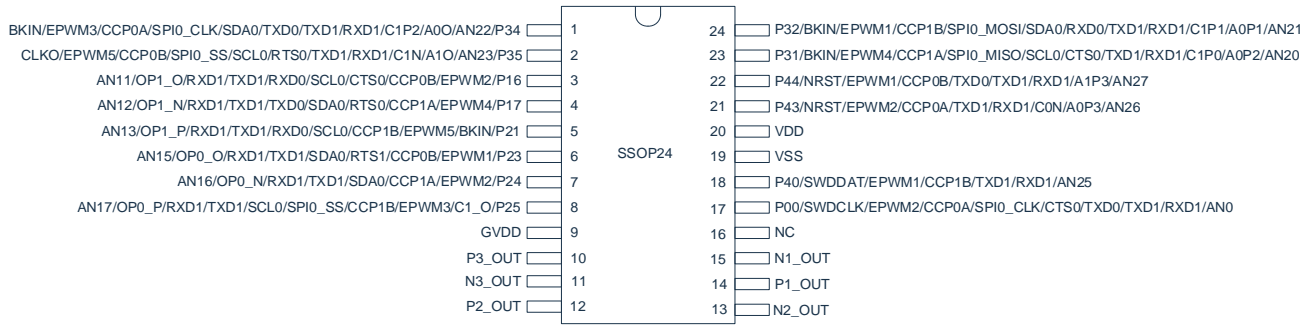 BKIN/EPWM3/CCP0A/SPI0_CLK/SDA0/TXD0/TXD1/RXD1/C1P2/A0O/AN22/P34 1 24 P32/BKIN/EPWM1/CCP1B/SPI0_MOSI/SDA0/RXD0/TXD1/RXD1/C1P1/A0P1/AN21
CLKO/EPWM5/CCP0B/SPI0_SS/SCL0/RTS0/TXD1/RXD1/C1N/A1O/AN23/P35 2 23 P31/BKIN/EPWM4/CCP1A/SPI0_MISO/SCL0/CTS0/TXD1/RXD1/C1P0/A0P2/AN20
AN11/OP1_O/RXD1/TXD1/RXD0/SCL0/CTS0/CCP0B/EPWM2/P16 3 22 P44/NRST/EPWM1/CCP0B/TXD0/TXD1/RXD1/A1P3/AN27
AN12/OP1_N/RXD1/TXD1/TXD0/SDA0/RTS0/CCP1A/EPWM4/P17 4 21 P43/NRST/EPWM2/CCP0A/TXD1/RXD1/C0N/A0P3/AN26
AN13/OP1_P/RXD1/TXD1/RXD0/SCL0/CCP1B/EPWM5/BKIN/P21 5 20 VDD
AN15/OP0_O/RXD1/TXD1/SDA0/RTS1/CCP0B/EPWM1/P23 6 SSOP24 19 VSS
AN16/OP0_N/RXD1/TXD1/SDA0/CCP1A/EPWM2/P24 7 18 P40/SWDDAT/EPWM1/CCP1B/TXD1/RXD1/AN25
AN17/OP0_P/RXD1/TXD1/SCL0/SPI0_SS/CCP1B/EPWM3/C1_O/P25 8 17 P00/SWDCLK/EPWM2/CCP0A/SPI0_CLK/CTS0/TXD0/TXD1/RXD1/AN0
GVDD 9 16 NC
P3_OUT 10 15 N1_OUT
N3_OUT 11 14 P1_OUT
P2_OUT 12 13 N2_OUT